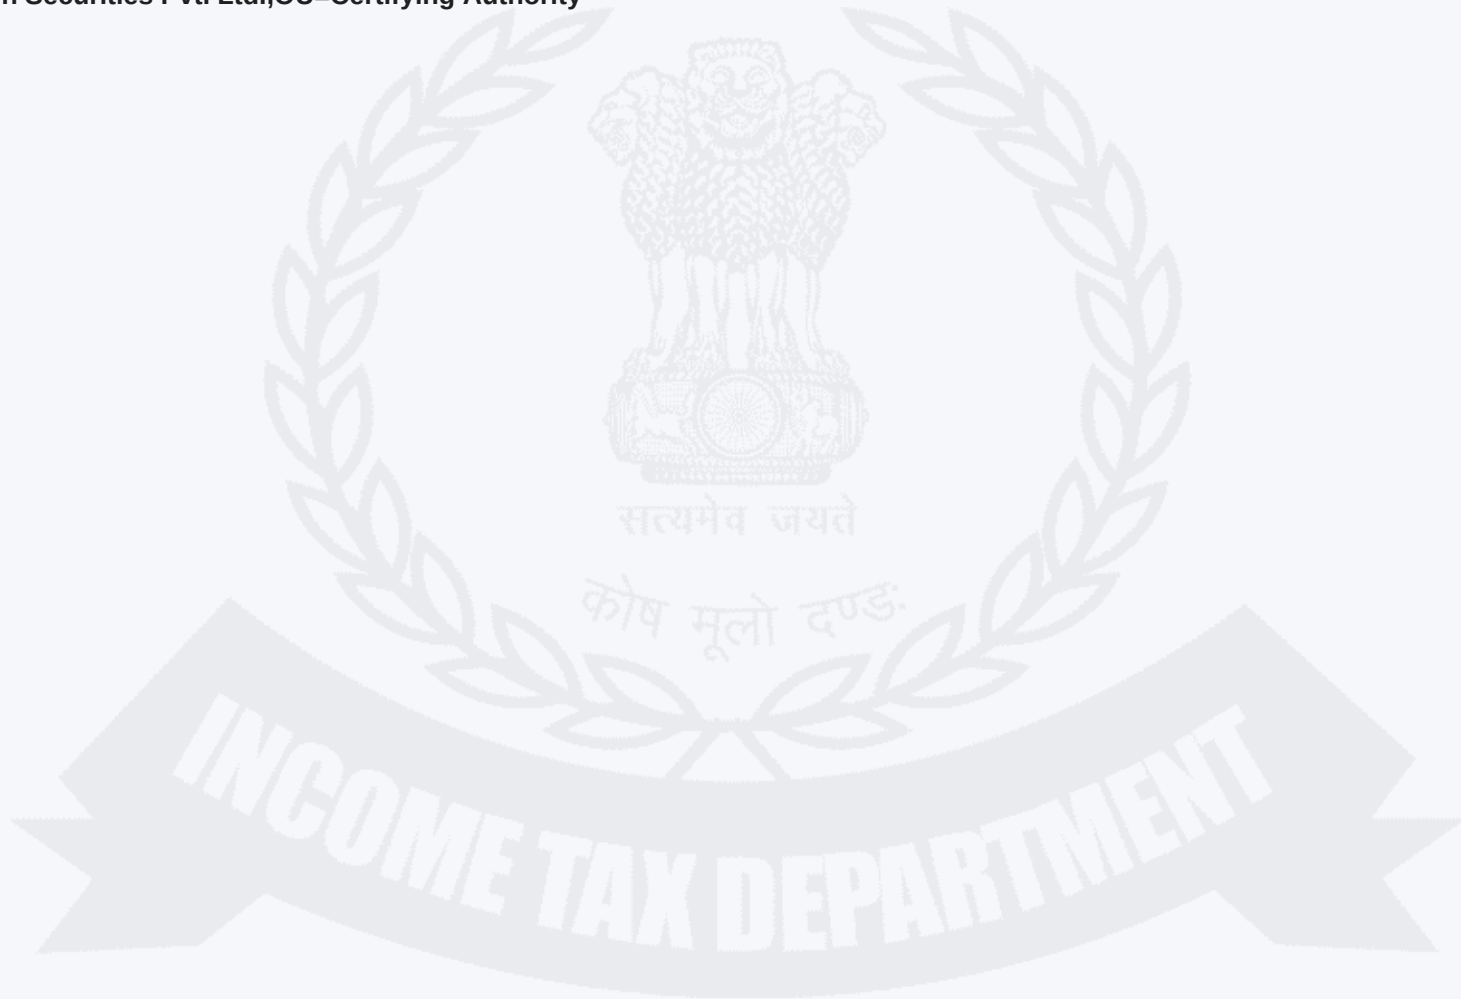 n Securities Pvt. Ltd.,OU=Certifying Authority
सत्यमेव जयते
कोष मूलो दण्ड:
INCOME TAX DEPARTMENT